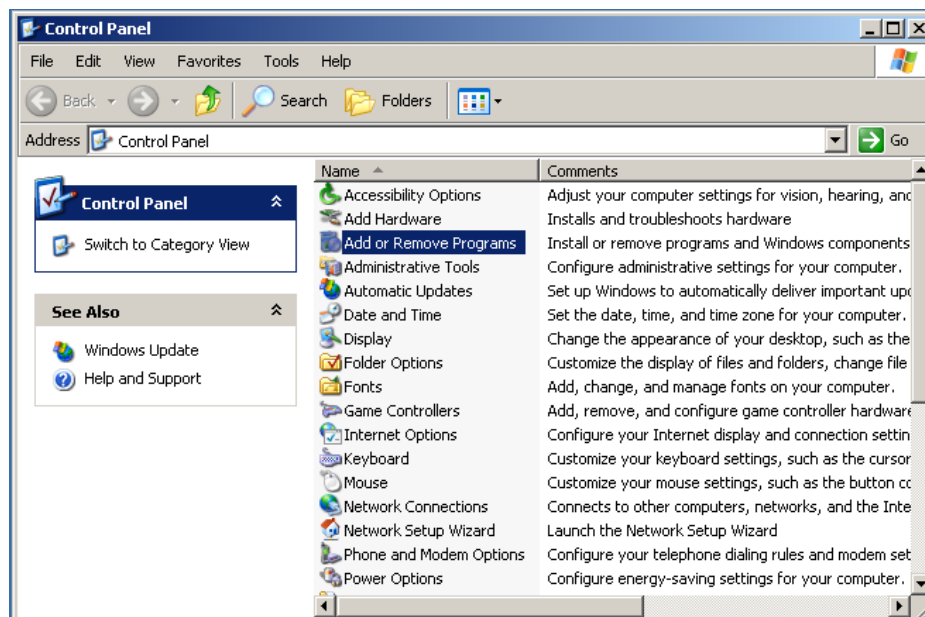 Control Panel
File Edit View Favorites Tools Help
Back Search Folders
Address Control Panel Go
Control Panel
Switch to Category View
See Also
Windows Update
Help and Support
Name Comments
Accessibility Options Adjust your computer settings for vision, hearing, and
Add Hardware Installs and troubleshoots hardware
Add or Remove Programs Install or remove programs and Windows components
Administrative Tools Configure administrative settings for your computer.
Automatic Updates Set up Windows to automatically deliver important upd
Date and Time Set the date, time, and time zone for your computer.
Display Change the appearance of your desktop, such as the
Folder Options Customize the display of files and folders, change file
Fonts Add, change, and manage fonts on your computer.
Game Controllers Add, remove, and configure game controller hardware
Internet Options Configure your Internet display and connection settin
Keyboard Customize your keyboard settings, such as the cursor
Mouse Customize your mouse settings, such as the button co
Network Connections Connects to other computers, networks, and the Inte
Network Setup Wizard Launch the Network Setup Wizard
Phone and Modem Options Configure your telephone dialing rules and modem set
Power Options Configure energy-saving settings for your computer.